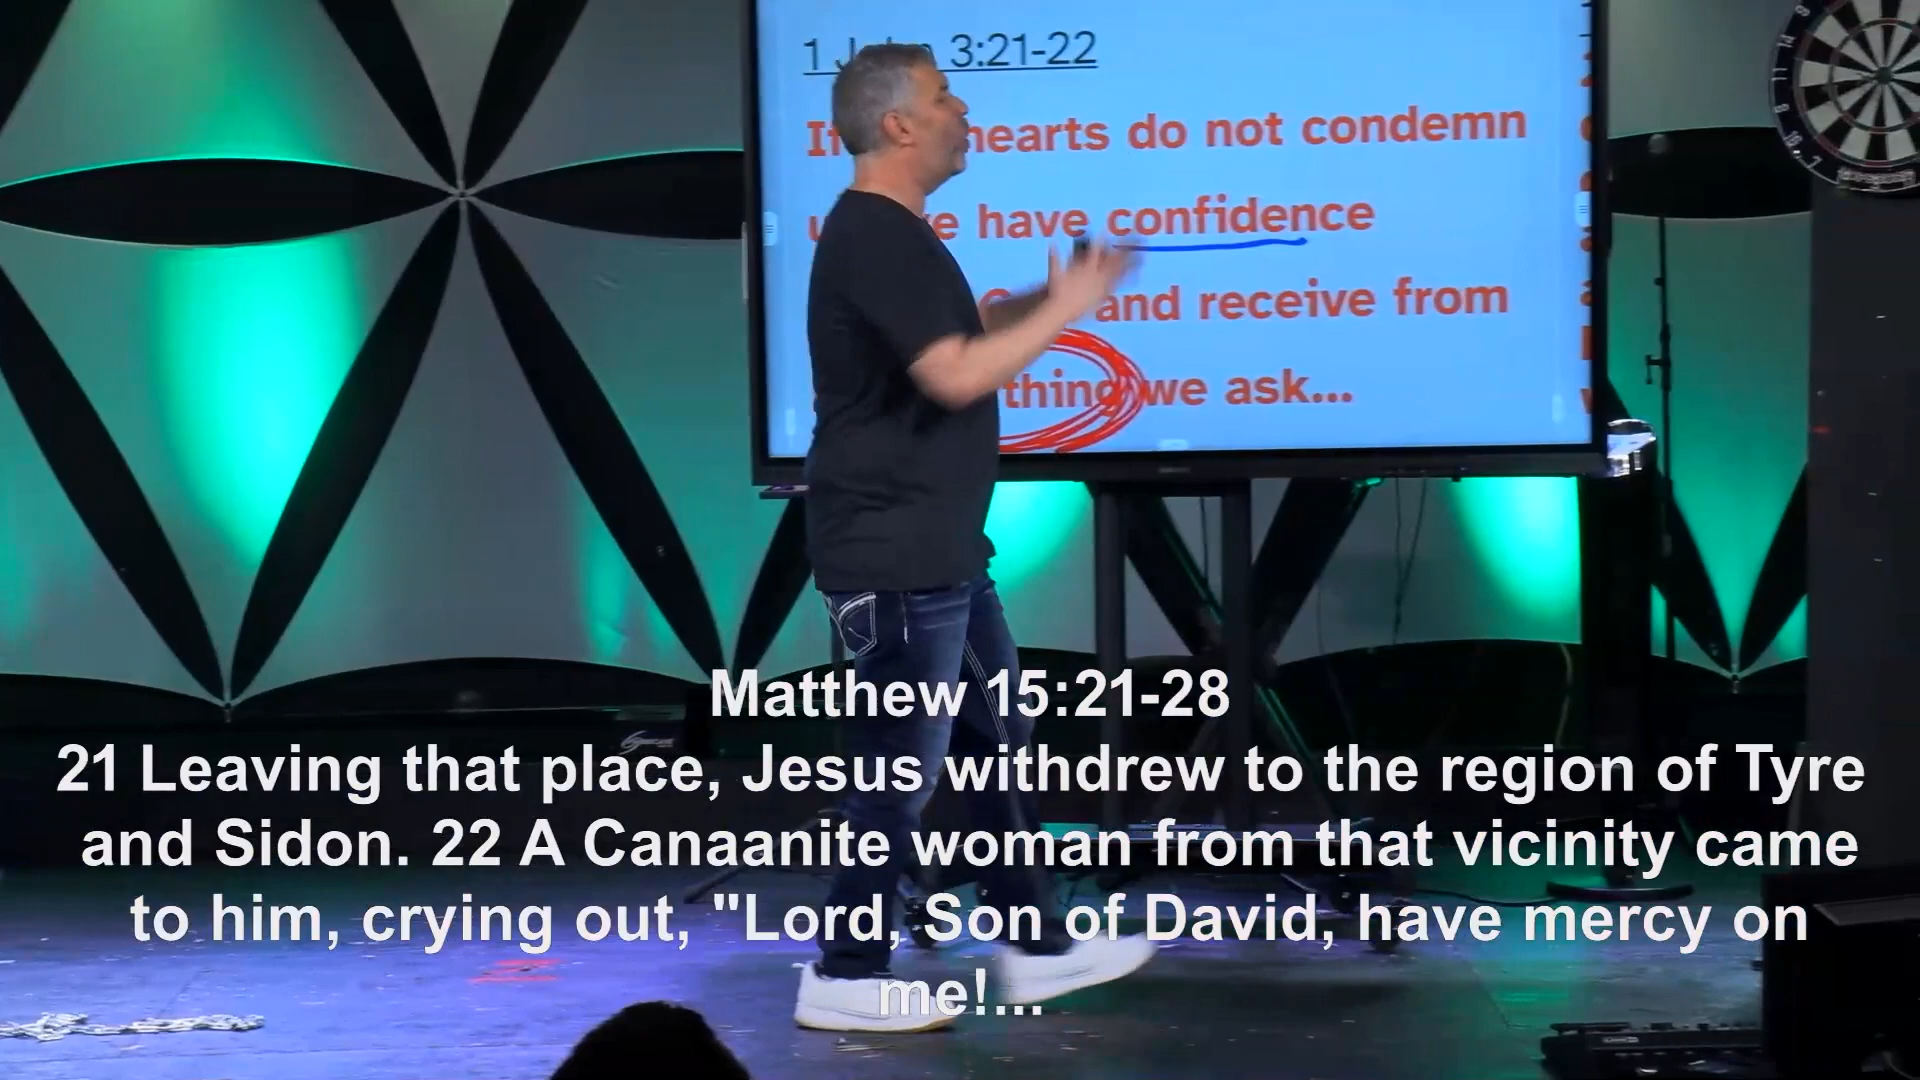 1 John 3:21-22
If hearts do not condemn
have confidence
and receive from
thing we ask...
Matthew 15:21-28
21 Leaving that place, Jesus withdrew to the region of Tyre
and Sidon. 22 A Canaanite woman from that vicinity came
to him, crying out, "Lord, Son of David, have mercy on
me!...